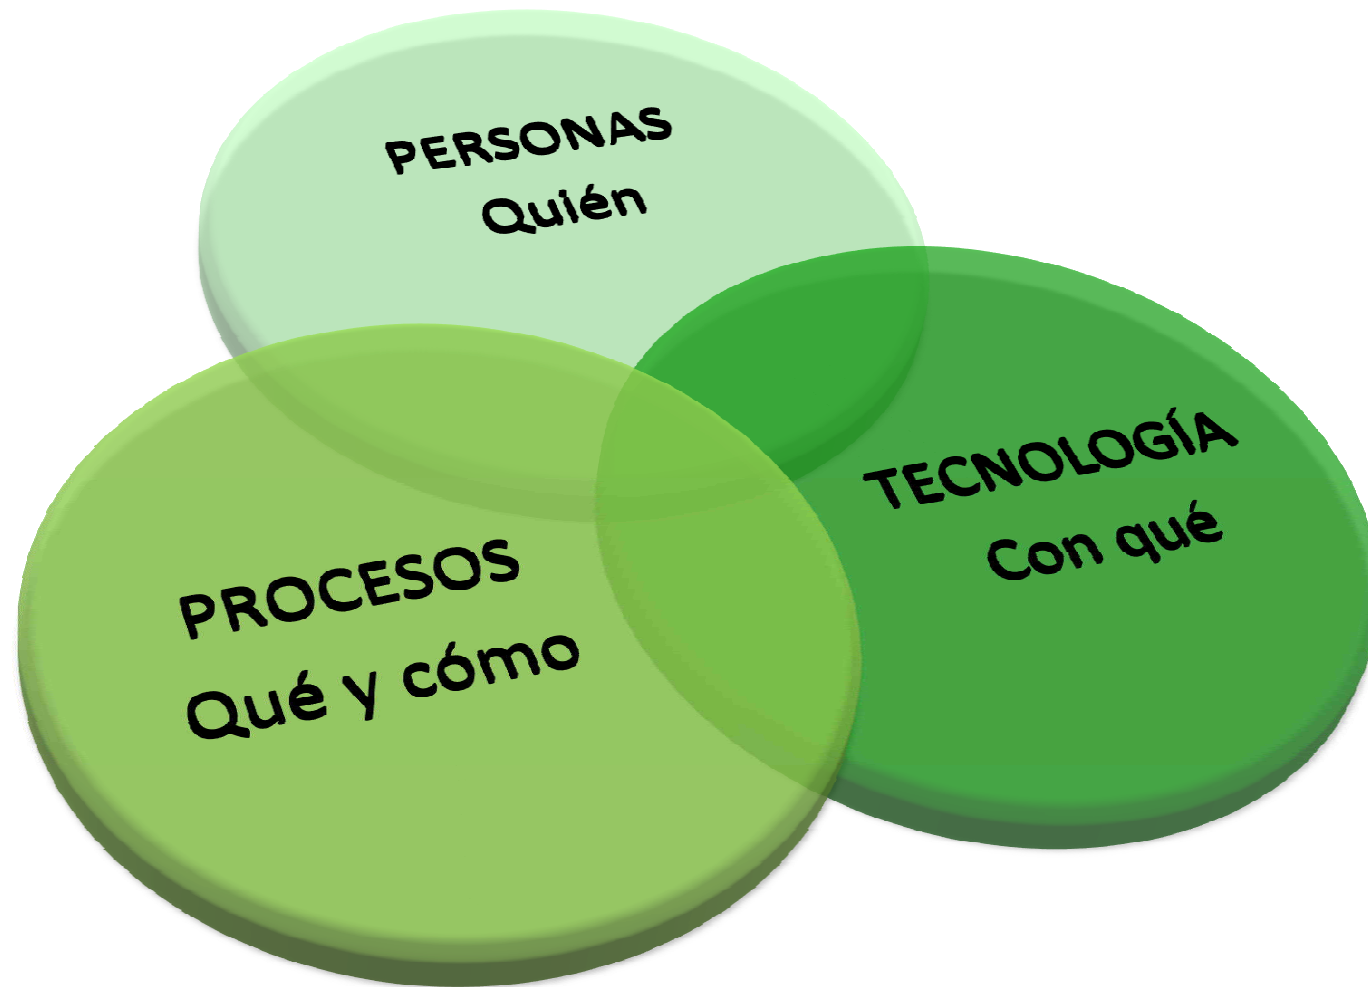 PERSONAS
Quién
TECNOLOGÍA
Con qué
PROCESOS
Qué y cómo